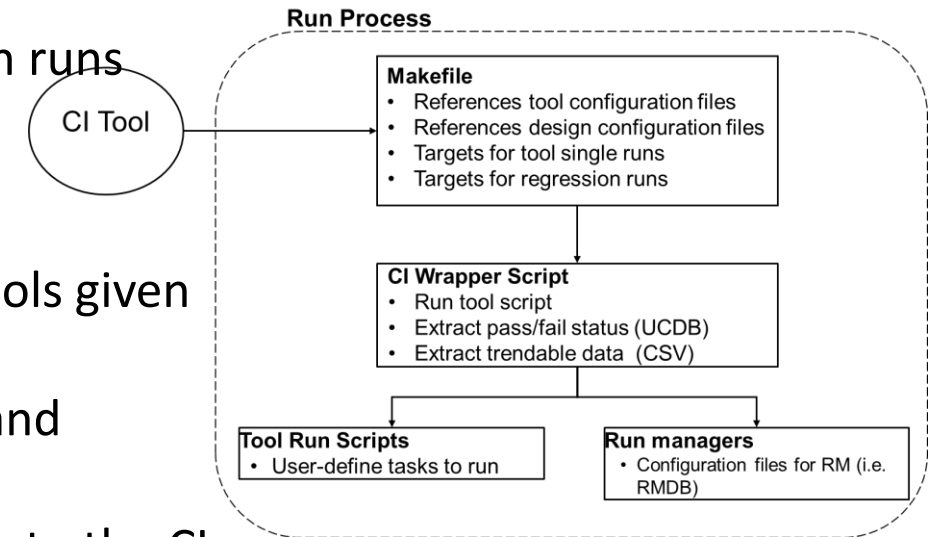 Run Process
n runs
CI Tool
Makefile
• References tool configuration files
• References design configuration files
• Targets for tool single runs
• Targets for regression runs
ols given
CI Wrapper Script
• Run tool script
• Extract pass/fail status (UCDB)
• Extract trendable data (CSV)
and
Tool Run Scripts
• User-define tasks to run
Run managers
• Configuration files for RM (i.e.
RMDB)
to the CI